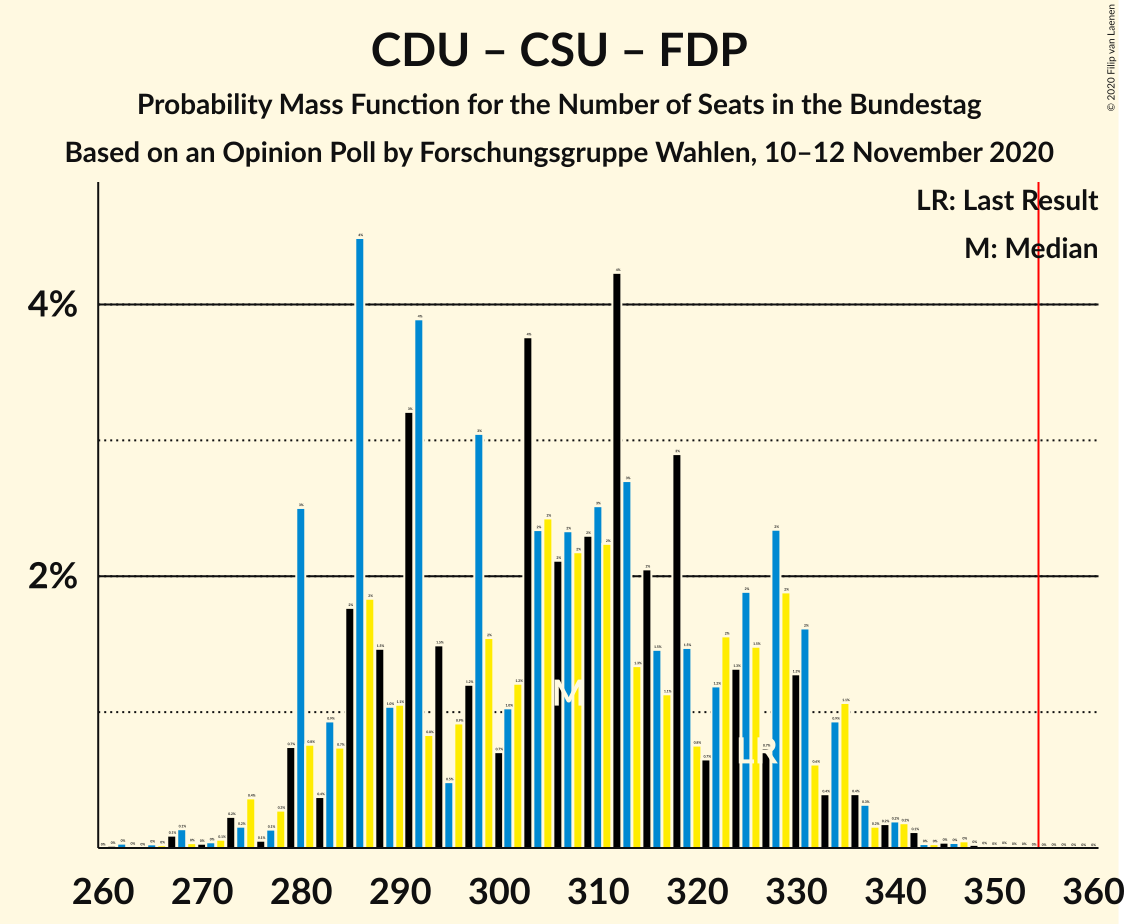 CDU – CSU – FDP
Probability Mass Function for the Number of Seats in the Bundestag
Based on an Opinion Poll by Forschungsgruppe Wahlen, 10–12 November 2020
© 2020 Filip van Laenen
LR: Last Result
M: Median
4%
2%
M
LR
260 270 280 290 300 310 320 330 340 350 360